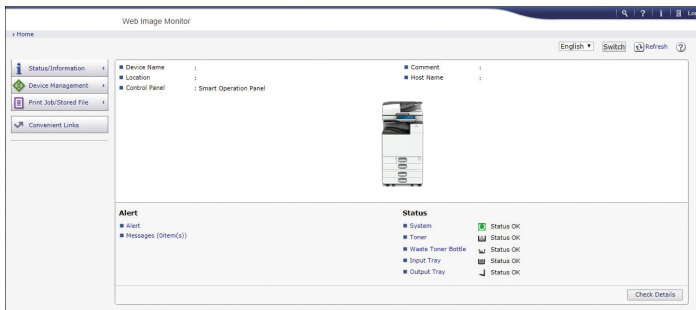 Web Image Monitor
Home
English Switch Refresh
Status/Information
Device Management
Print Job/Stored File
Convenient Links
Device Name :
Location :
Control Panel : Smart Operation Panel
Comment :
Host Name :
Alert
Alert
Messages (0item(s))
Status
System Status OK
Toner Status OK
Waste Toner Bottle Status OK
Input Tray Status OK
Output Tray Status OK
Check Details